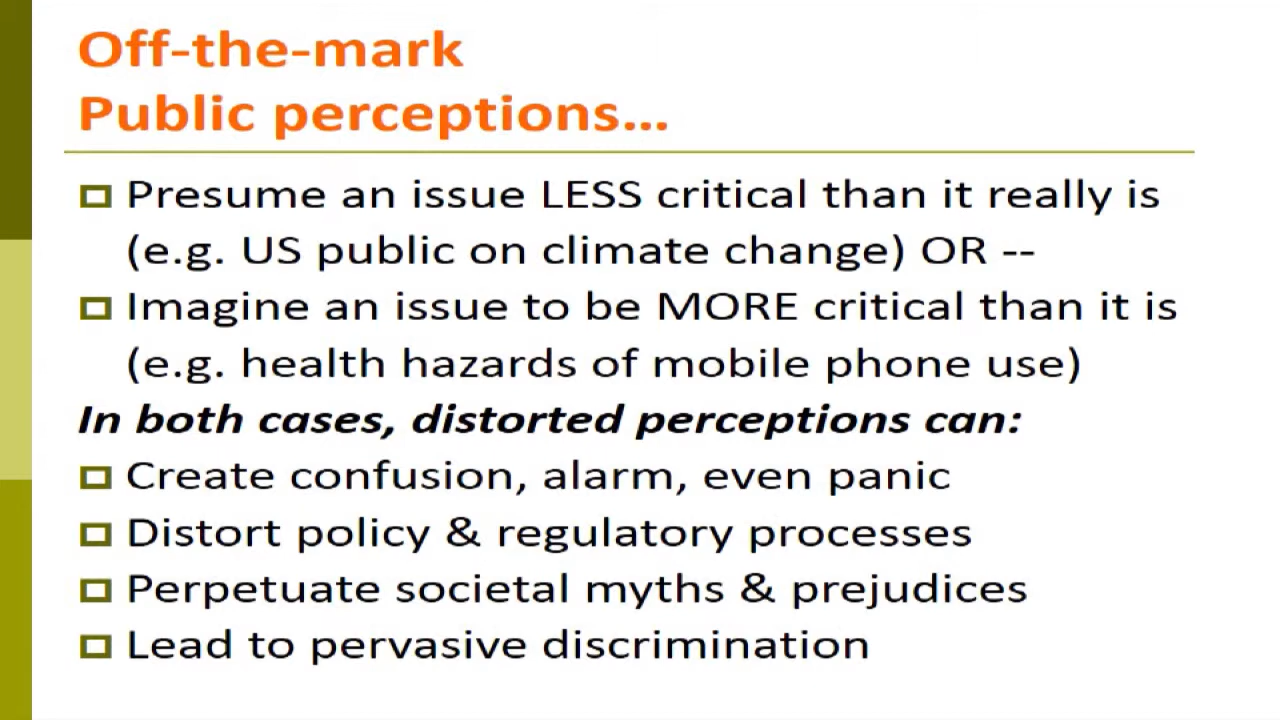 Off-the-mark
Public perceptions...
Presume an issue LESS critical than it really is
(e.g. US public on climate change) OR --
Imagine an issue to be MORE critical than it is
(e.g. health hazards of mobile phone use)
In both cases, distorted perceptions can:
Create confusion, alarm, even panic
Distort policy & regulatory processes
Perpetuate societal myths & prejudices
Lead to pervasive discrimination